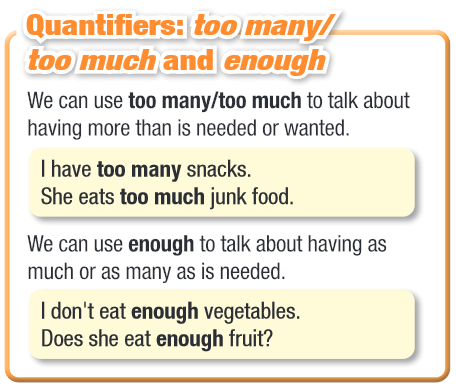 Quantifiers: too many/
too much and enough
We can use too many/too much to talk about
having more than is needed or wanted.
I have too many snacks.
She eats too much junk food.
We can use enough to talk about having as
much or as many as is needed.
I don't eat enough vegetables.
Does she eat enough fruit?